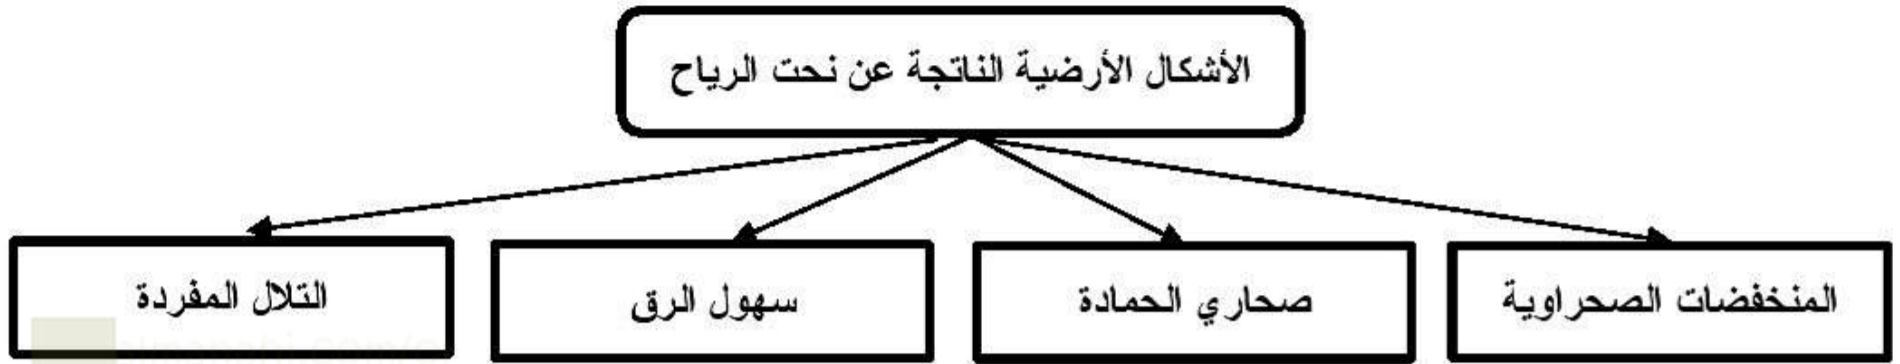 الأشكال الأرضية الناتجة عن نحت الرياح
المنخفضات الصحراوية
صحاري الحمادة
سهول الرق
التلال المفردة